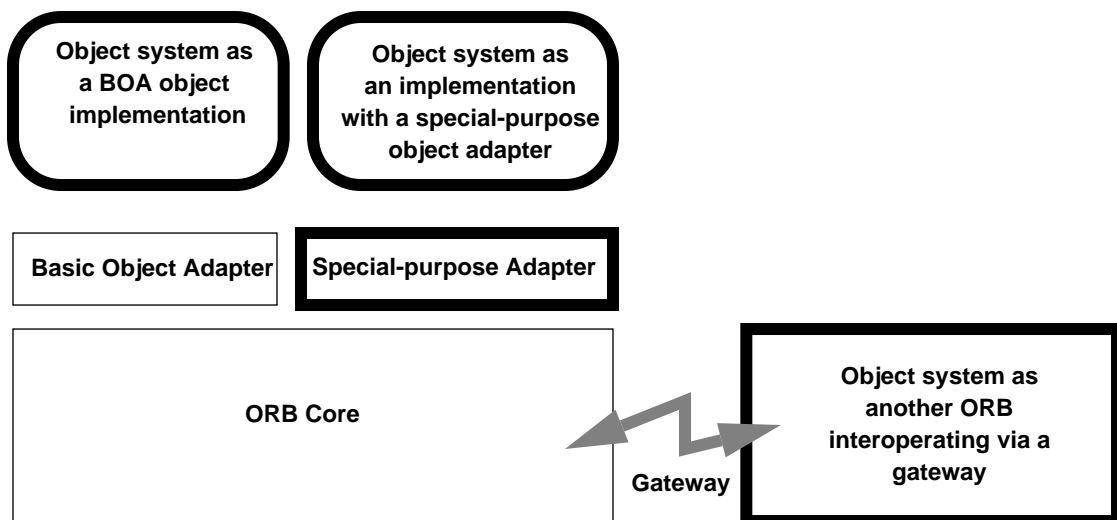 Object system as
a BOA object
implementation
Object system as
an implementation
with a special-purpose
object adapter
Basic Object Adapter
Special-purpose Adapter
ORB Core
Gateway
Object system as
another ORB
interoperating via a
gateway